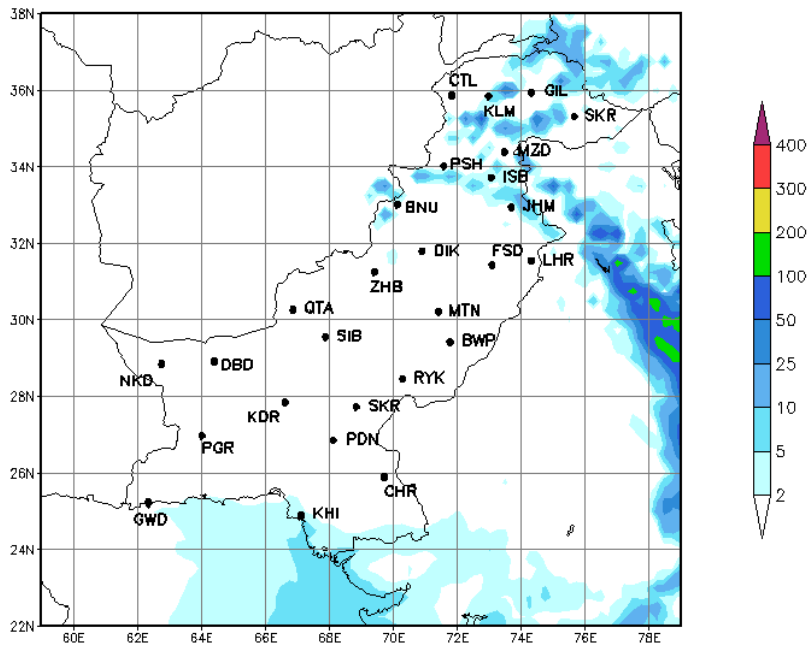 38N
36N
CTL
GIL
KLM
SKR
400
MZD
34N
PSH
ISB
300
BNU
JHM
200
32N
DIK
FSD
LHR
ZHB
100
QTA
MTN
30N
SIB
BWP
50
NKD
DBD
25
RYK
28N
KDR
SKR
10
PGR
PDN
26N
5
CHR
GWD
KHI
2
24N
22N
60E 62E 64E 66E 68E 70E 72E 74E 76E 78E